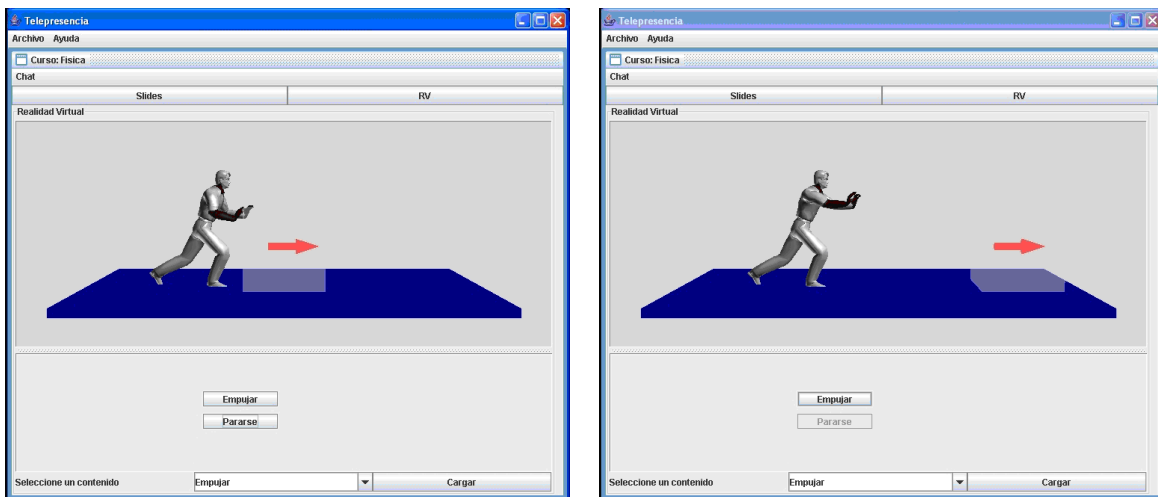 Telepresencia
Archivo Ayuda
Curso: Fisica
Chat
Slides RV
Realidad Virtual
Empujar
Pararse
Seleccione un contenido Empujar Cargar
Telepresencia
Archivo Ayuda
Curso: Fisica
Chat
Slides RV
Realidad Virtual
Empujar
Pararse
Seleccione un contenido Empujar Cargar